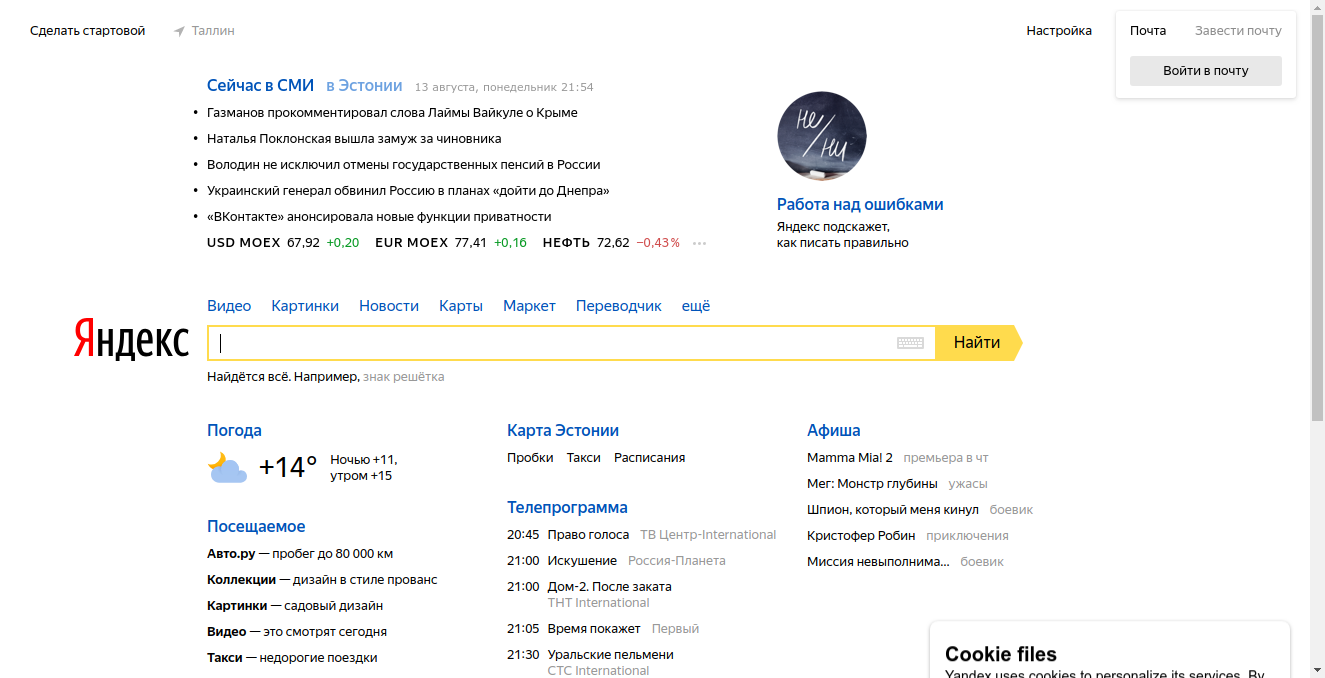 Сделать стартовой Таллин
Настройка
Почта Завести почту
Войти в почту
Сейчас в СМИ в Эстонии 13 августа, понедельник 21:54
Газманов прокомментировал слова Лаймы Вайкуле о Крыме
Наталья Поклонская вышла замуж за чиновника
Володин не исключил отмены государственных пенсий в России
Украинский генерал обвинил Россию в планах «дойти до Днепра»
«ВКонтакте» анонсировала новые функции приватности
USD MOEX 67,92 +0,20 EUR MOEX 77,41 +0,16 НЕФТЬ 72,62 −0,43%
не/ни
Работа над ошибками
Яндекс подскажет,
как писать правильно
Видео Картинки Новости Карты Маркет Переводчик ещё
Яндекс
Найти
Найдётся всё. Например, знак решётка
Погода
+14°
Ночью +11,
утром +15
Посещаемое
Авто.ру — пробег до 80 000 км
Коллекции — дизайн в стиле прованс
Картинки — садовый дизайн
Видео — это смотрят сегодня
Такси — недорогие поездки
Карта Эстонии
Пробки Такси Расписания
Телепрограмма
20:45 Право голоса ТВ Центр-International
21:00 Искушение Россия-Планета
21:00 Дом-2. После заката
ТНТ International
21:05 Время покажет Первый
21:30 Уральские пельмени
СТС International
Афиша
Mamma Mia! 2 премьера в чт
Мег: Монстр глубины ужасы
Шпион, который меня кинул боевик
Кристофер Робин приключения
Миссия невыполнима... боевик
Cookie files
Yandex uses cookies to personalize its services. By